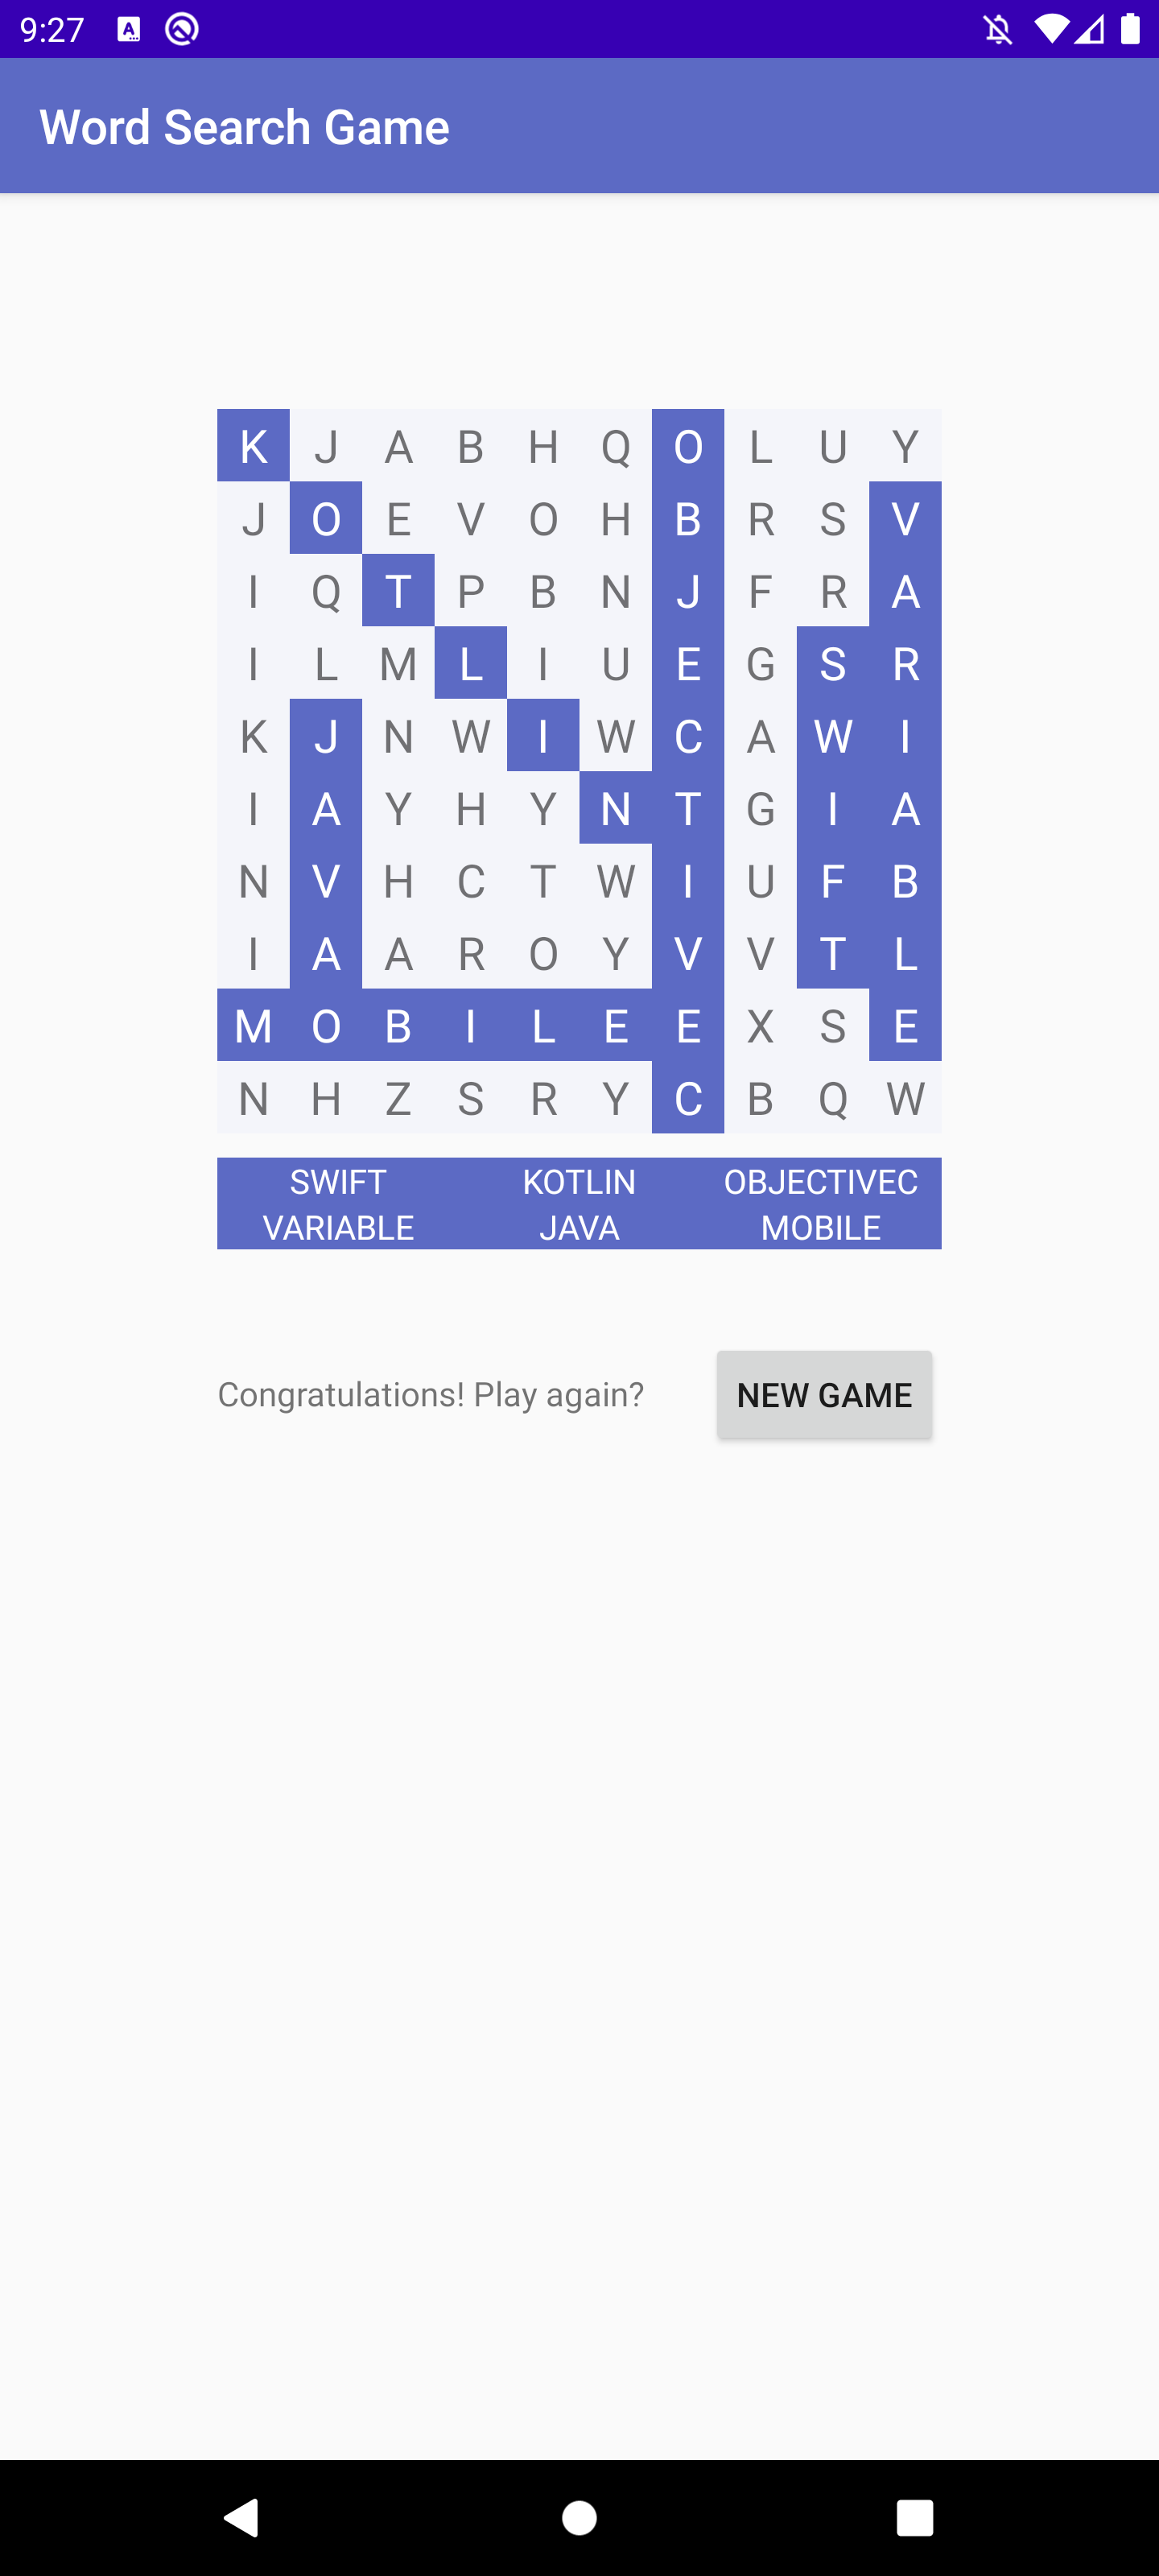 9:27
Word Search Game
K J A B H Q O L U Y
J O E V O H B R S V
I Q T P B N J F R A
I L M L I U E G S R
K J N W I W C A W I
I A Y H Y N T G I A
N V H C T W I U F B
I A A R O Y V V T L
M O B I L E E X S E
N H Z S R Y C B Q W
SWIFT KOTLIN OBJECTIVEC
VARIABLE JAVA MOBILE
Congratulations! Play again? NEW GAME